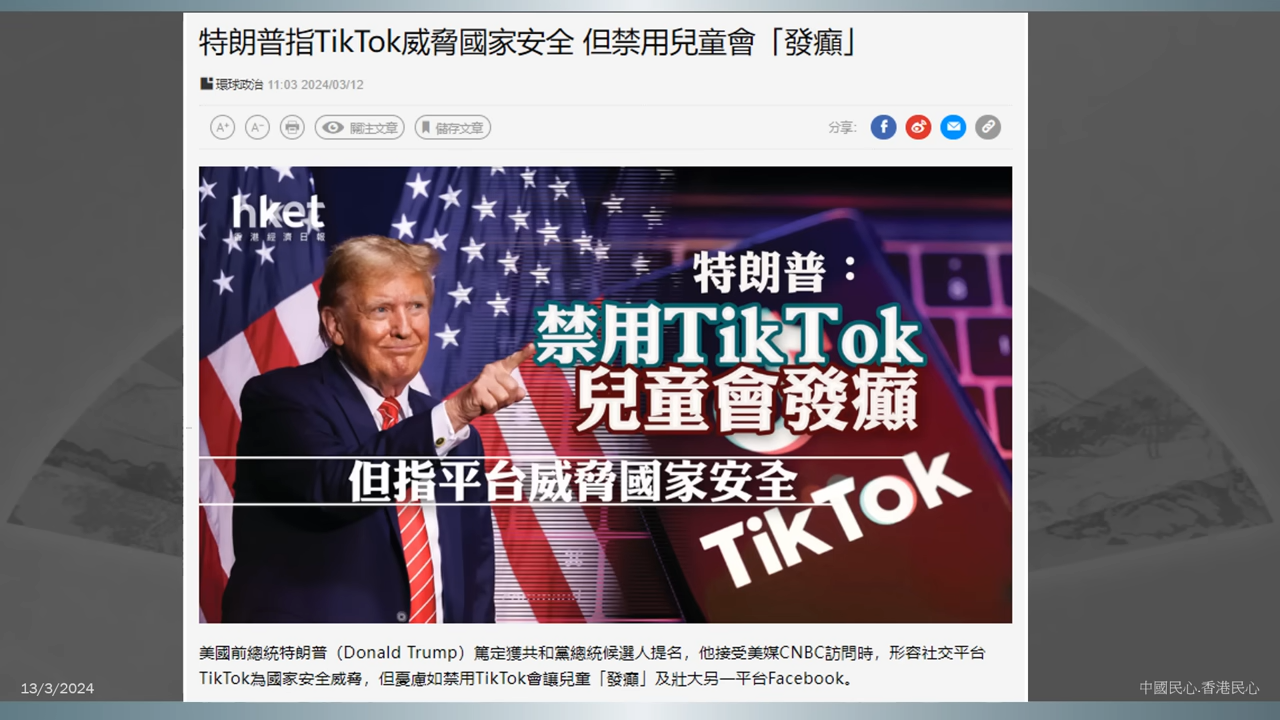 特朗普指TikTok威脅國家安全 但禁用兒童會「發癲」
環球政治 11:03 2024/03/12
A+ A- 關注文章 儲存文章 分享:
hket
香港經濟日報
特朗普：
禁用TikTok
兒童會發癲
但指平台威脅國家安全
TikTok
美國前總統特朗普（Donald Trump）篤定獲共和黨總統候選人提名，他接受美媒CNBC訪問時，形容社交平台
TikTok為國家安全威脅，但憂慮如禁用TikTok會讓兒童「發癲」及壯大另一平台Facebook。
13/3/2024
中國民心.香港民心